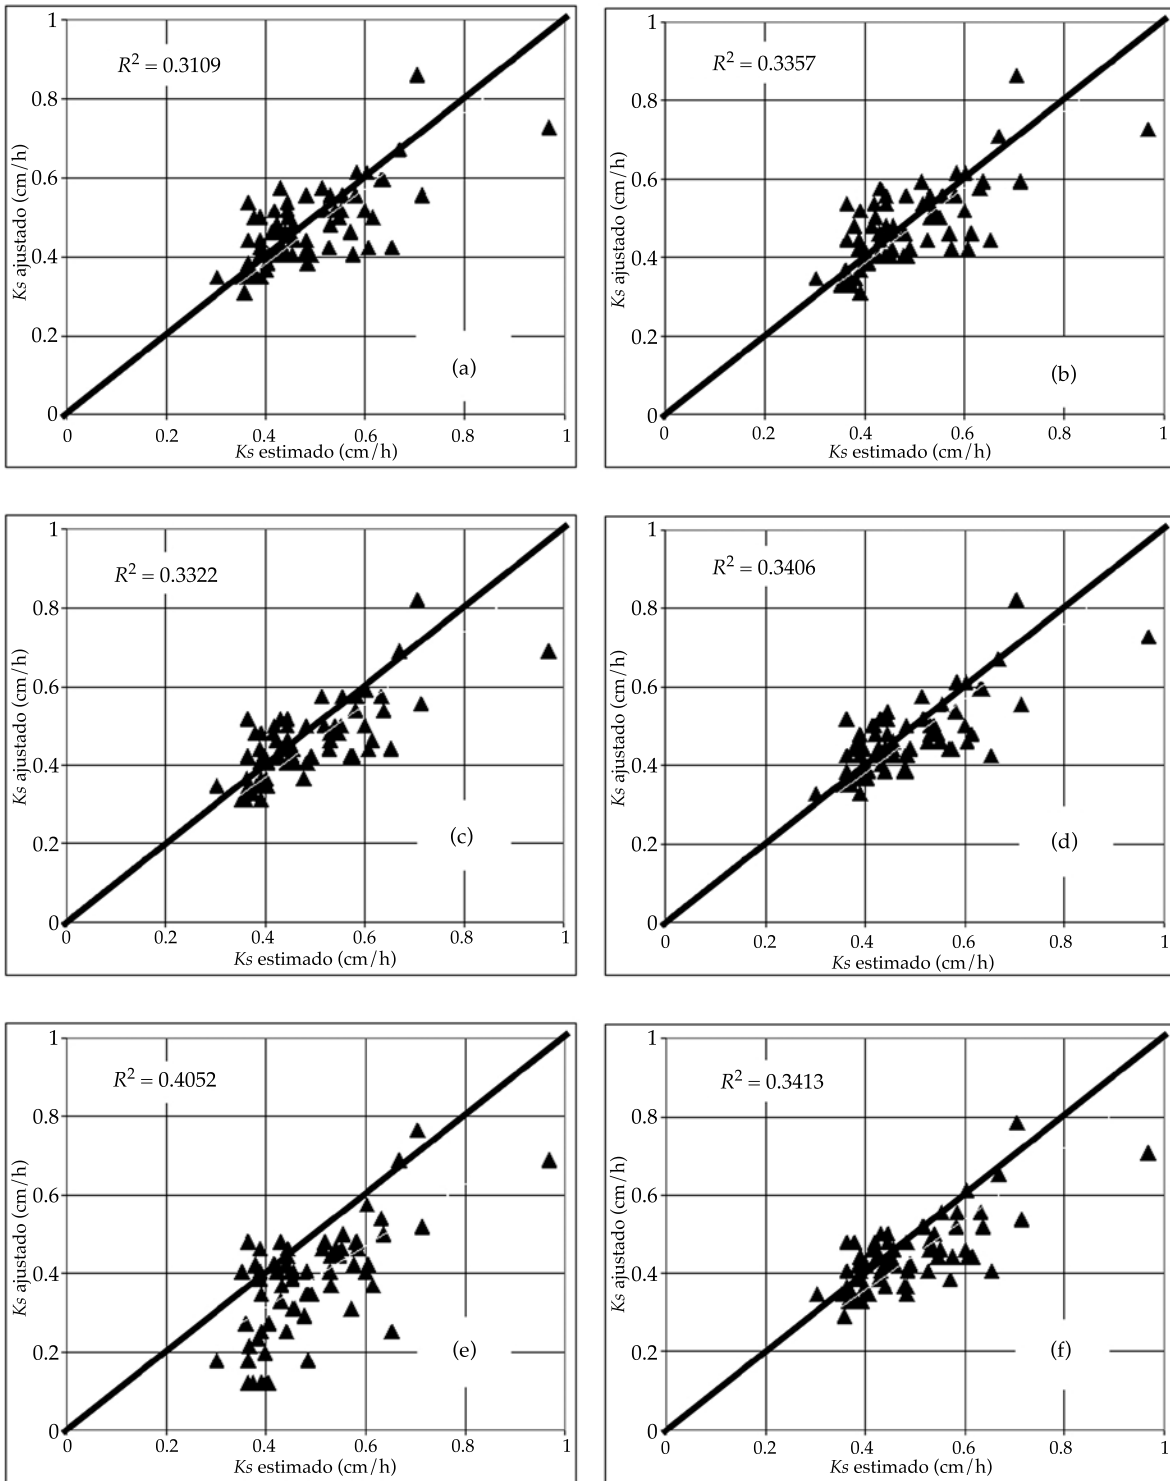 1
R² = 0.3109
0.8
0.6
0.4
0.2
0
Ks ajustado (cm/h)
(a)
0 0.2 0.4 0.6 0.8 1
Ks estimado (cm/h)
1
R² = 0.3357
0.8
0.6
0.4
0.2
0
Ks ajustado (cm/h)
(b)
0 0.2 0.4 0.6 0.8 1
Ks estimado (cm/h)
1
R² = 0.3322
0.8
0.6
0.4
0.2
0
Ks ajustado (cm/h)
(c)
0 0.2 0.4 0.6 0.8 1
Ks estimado (cm/h)
1
R² = 0.3406
0.8
0.6
0.4
0.2
0
Ks ajustado (cm/h)
(d)
0 0.2 0.4 0.6 0.8 1
Ks estimado (cm/h)
1
R² = 0.4052
0.8
0.6
0.4
0.2
0
Ks ajustado (cm/h)
(e)
0 0.2 0.4 0.6 0.8 1
Ks estimado (cm/h)
1
R² = 0.3413
0.8
0.6
0.4
0.2
0
Ks ajustado (cm/h)
(f)
0 0.2 0.4 0.6 0.8 1
Ks estimado (cm/h)